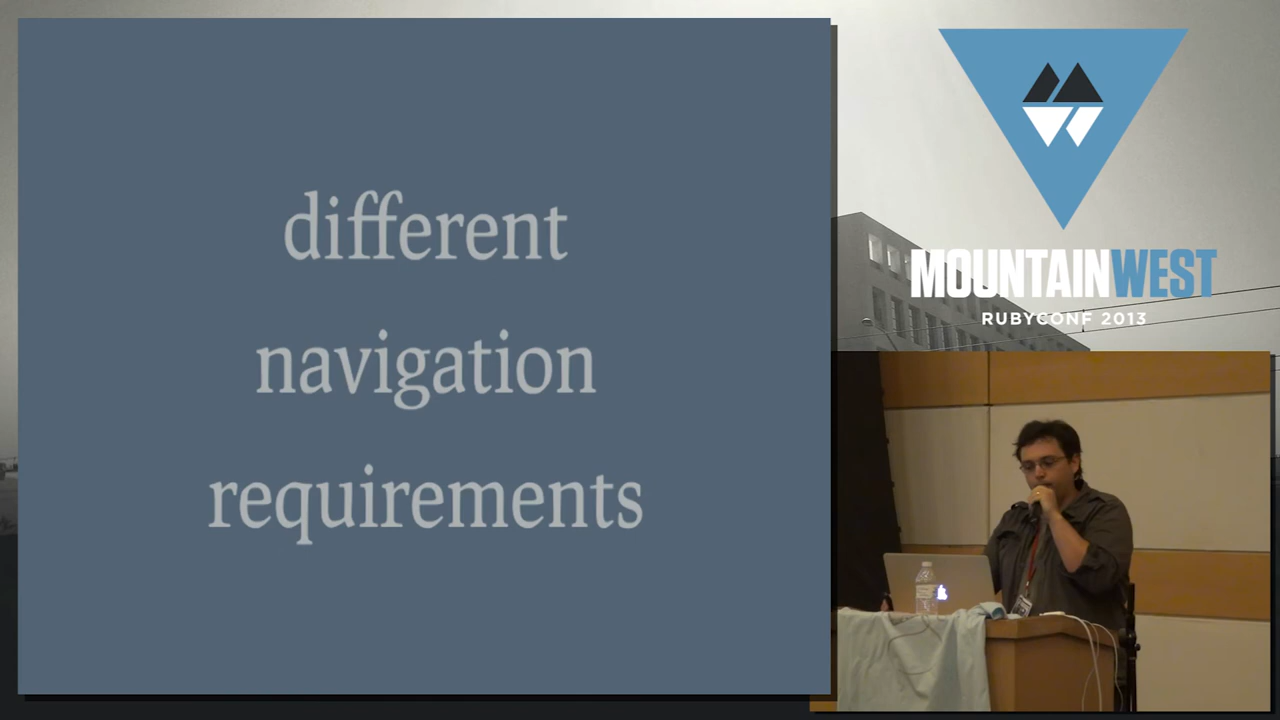 different
navigation
requirements
MOUNTAINWEST
RUBYCONF 2013